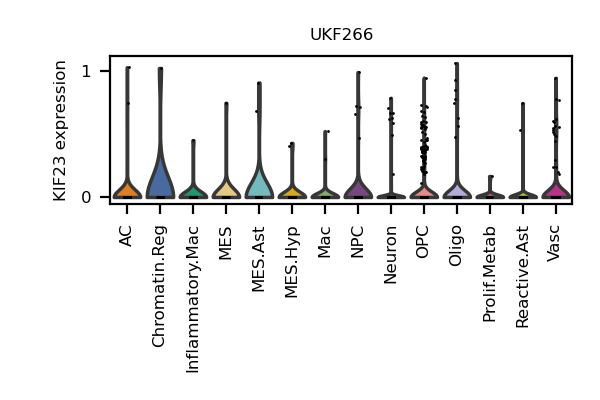 UKF266
KIF23 expression
1
0
AC
Chromatin.Reg
Inflammatory.Mac
MES
MES.Ast
MES.Hyp
Mac
NPC
Neuron
OPC
Oligo
Prolif.Metab
Reactive.Ast
Vasc